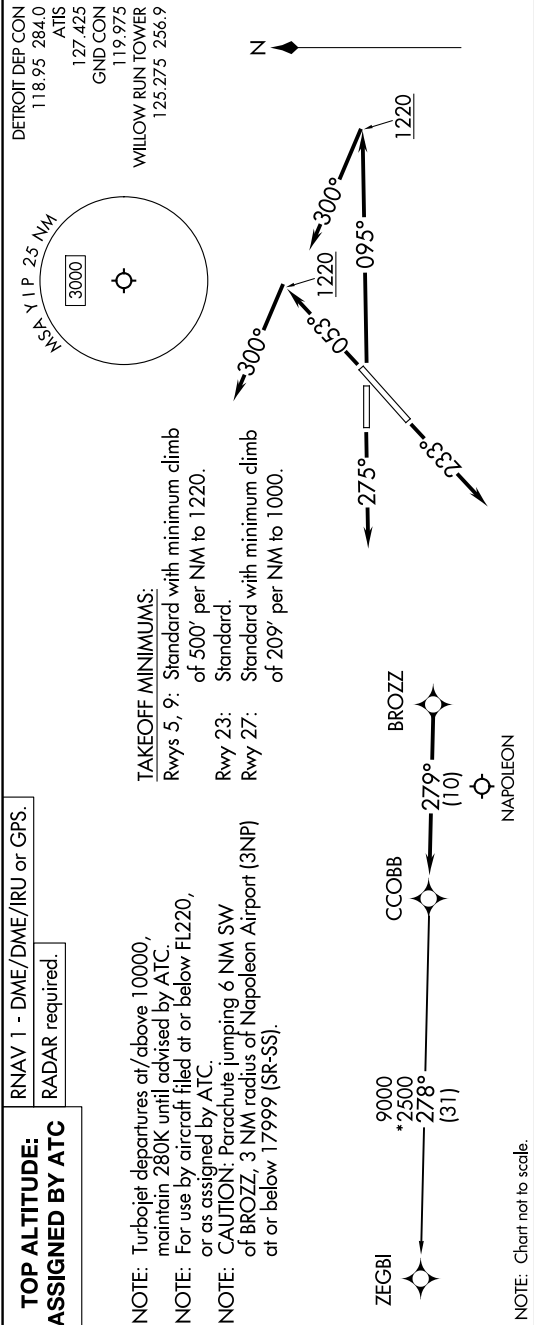 TOP ALTITUDE:
ASSIGNED BY ATC
RNAV 1 - DME/DME/IRU or GPS.
RADAR required.
DETROIT DEP CON
118.95 284.0
ATIS
127.425
GND CON
119.975
WILLOW RUN TOWER
125.275 256.9
MSA YIP 25 NM
3000
N
NOTE: Turbojet departures at/above 10000,
maintain 280K until advised by ATC.
NOTE: For use by aircraft filed at or below FL220,
or as assigned by ATC.
NOTE: CAUTION: Parachute jumping 6 NM SW
of BROZZ, 3 NM radius of Napoleon Airport (3NP)
at or below 17999 (SR-SS).
TAKEOFF MINIMUMS:
Rwys 5, 9: Standard with minimum climb
of 500' per NM to 1220.
Rwy 23: Standard.
Rwy 27: Standard with minimum climb
of 209' per NM to 1000.
300°
1220
300°
1220
053°
095°
275°
233°
ZEGBI
9000
*2500
278°
(31)
CCOBB
279°
(10)
BROZZ
NAPOLEON
NOTE: Chart not to scale.